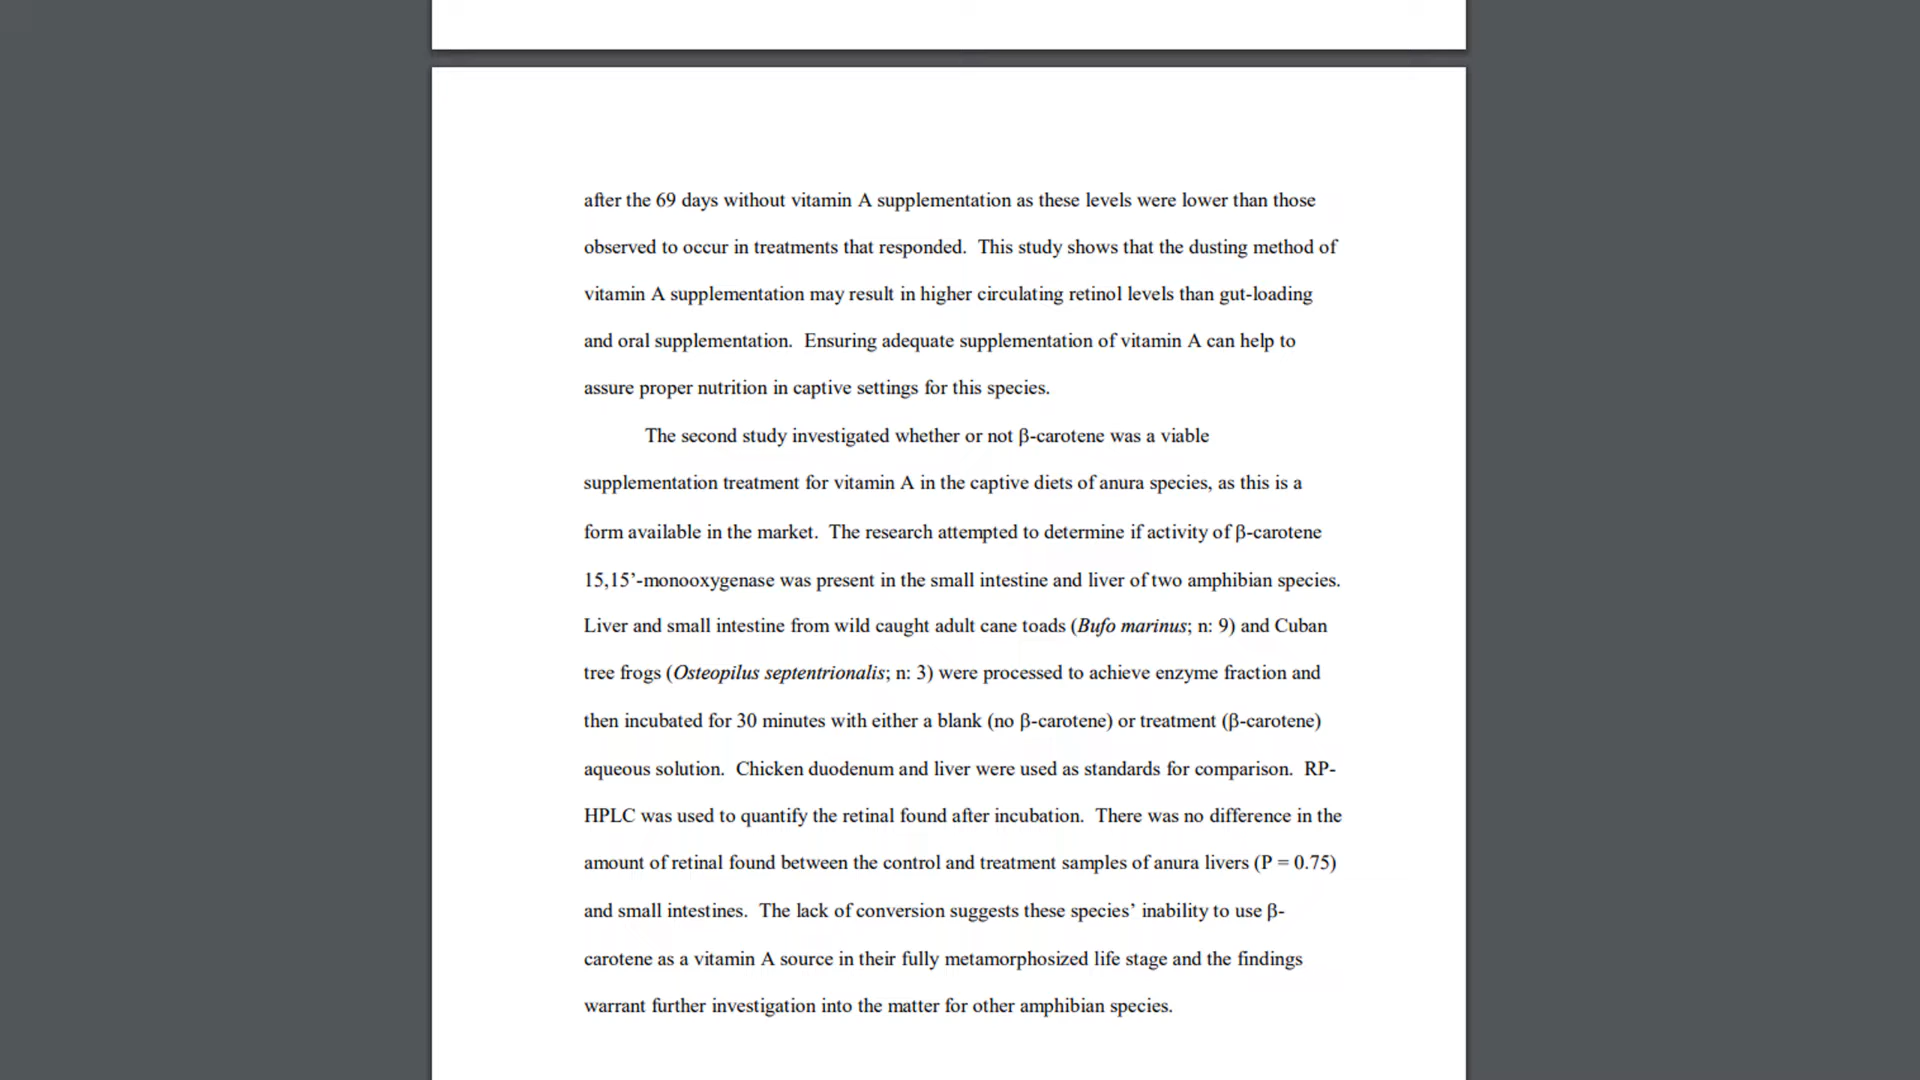 after the 69 days without vitamin A supplementation as these levels were lower than those
observed to occur in treatments that responded.  This study shows that the dusting method of
vitamin A supplementation may result in higher circulating retinol levels than gut-loading
and oral supplementation.  Ensuring adequate supplementation of vitamin A can help to
assure proper nutrition in captive settings for this species.
The second study investigated whether or not β-carotene was a viable
supplementation treatment for vitamin A in the captive diets of anura species, as this is a
form available in the market.  The research attempted to determine if activity of β-carotene
15,15’-monooxygenase was present in the small intestine and liver of two amphibian species.
Liver and small intestine from wild caught adult cane toads (Bufo marinus; n: 9) and Cuban
tree frogs (Osteopilus septentrionalis; n: 3) were processed to achieve enzyme fraction and
then incubated for 30 minutes with either a blank (no β-carotene) or treatment (β-carotene)
aqueous solution.  Chicken duodenum and liver were used as standards for comparison.  RP-
HPLC was used to quantify the retinal found after incubation.  There was no difference in the
amount of retinal found between the control and treatment samples of anura livers (P = 0.75)
and small intestines.  The lack of conversion suggests these species’ inability to use β-
carotene as a vitamin A source in their fully metamorphosized life stage and the findings
warrant further investigation into the matter for other amphibian species.